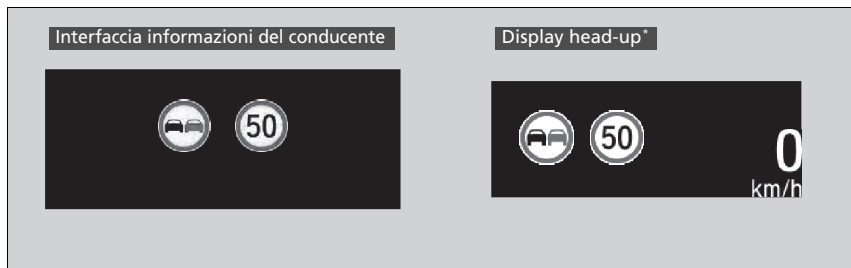 Interfaccia informazioni del conducente
Display head-up*
50
50
0
km/h